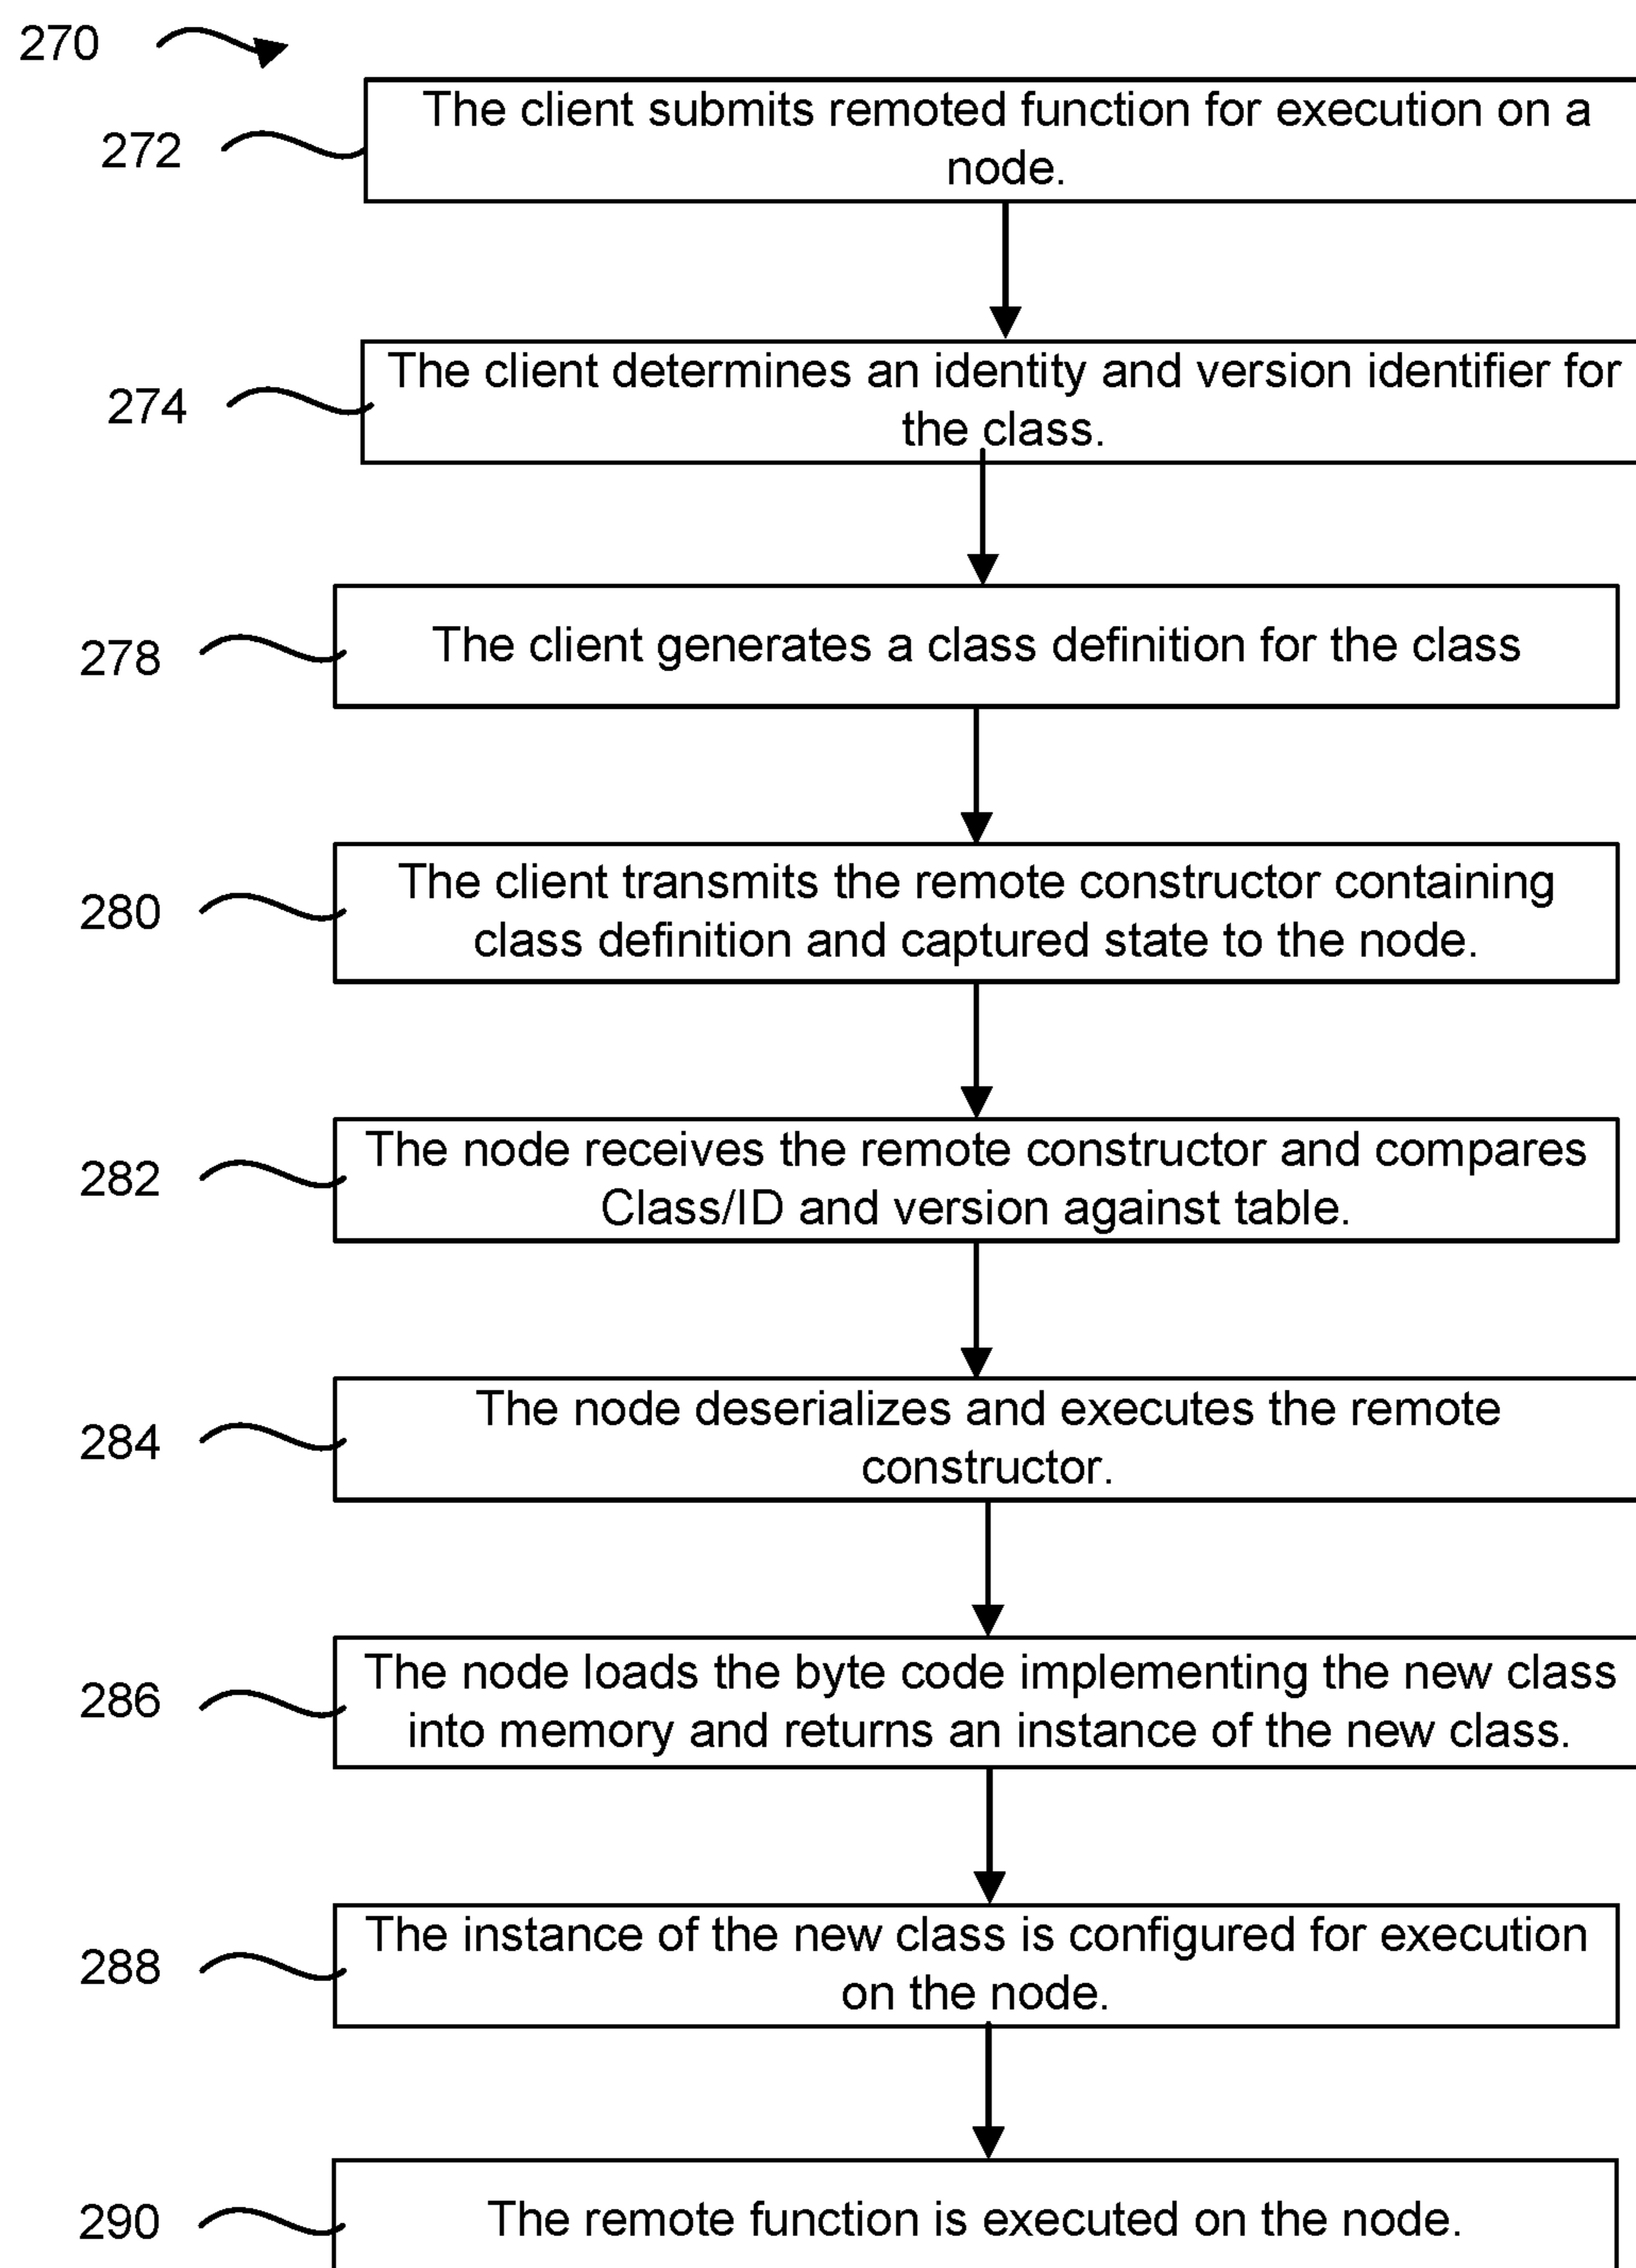 270
272
The client submits remoted function for execution on a
node.
274
The client determines an identity and version identifier for
the class.
278
The client generates a class definition for the class
280
The client transmits the remote constructor containing
class definition and captured state to the node.
282
The node receives the remote constructor and compares
Class/ID and version against table.
284
The node deserializes and executes the remote
constructor.
286
The node loads the byte code implementing the new class
into memory and returns an instance of the new class.
288
The instance of the new class is configured for execution
on the node.
290
The remote function is executed on the node.